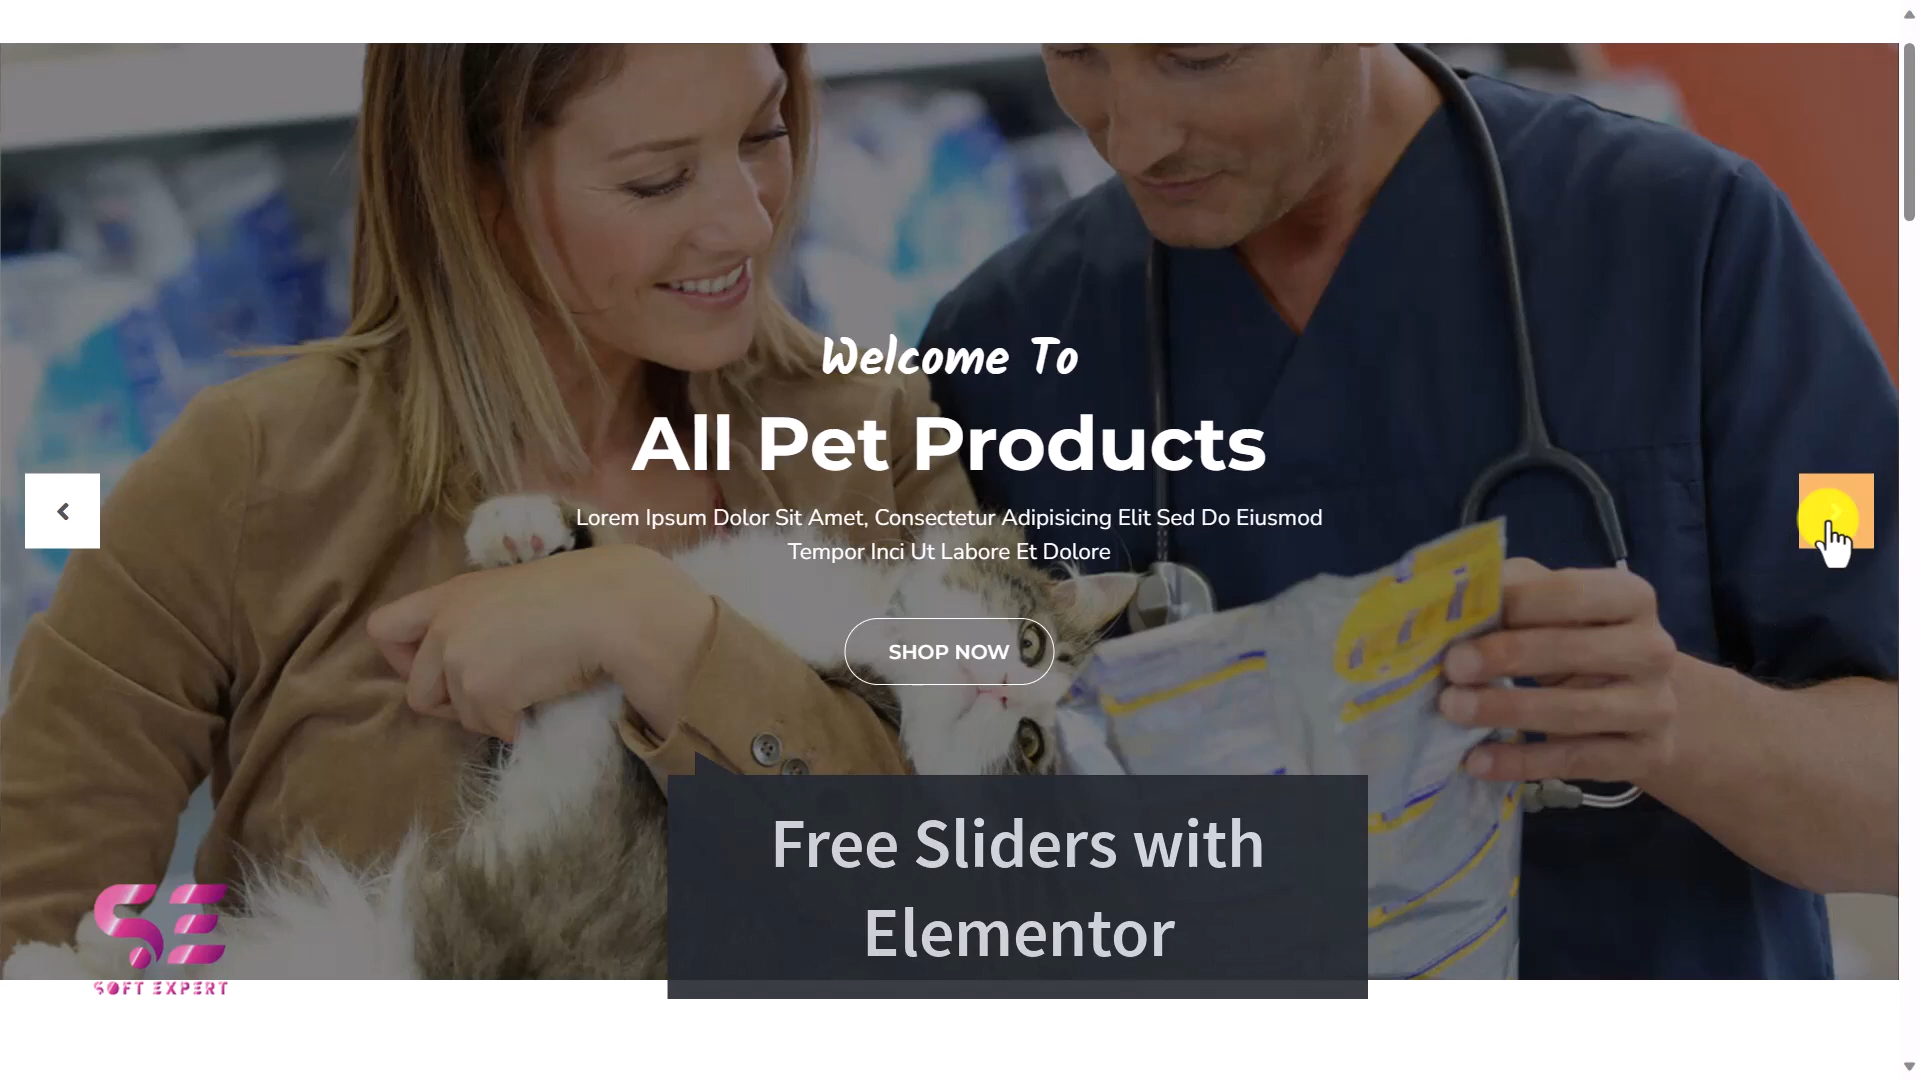 Welcome To
All Pet Products
Lorem Ipsum Dolor Sit Amet, Consectetur Adipisicing Elit Sed Do Eiusmod
Tempor Inci Ut Labore Et Dolore
SHOP NOW
Free Sliders with
Elementor
SE
SOFT EXPERT